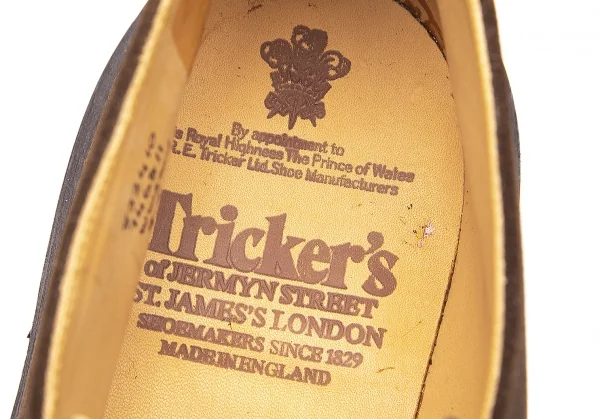 By appointment to
Royal Highness The Prince of Wales
R.E. Tricker Ltd. Shoe Manufacturers
Tricker's
of JERMYN STREET
ST. JAMES'S LONDON
SHOEMAKERS SINCE 1829
MADE IN ENGLAND